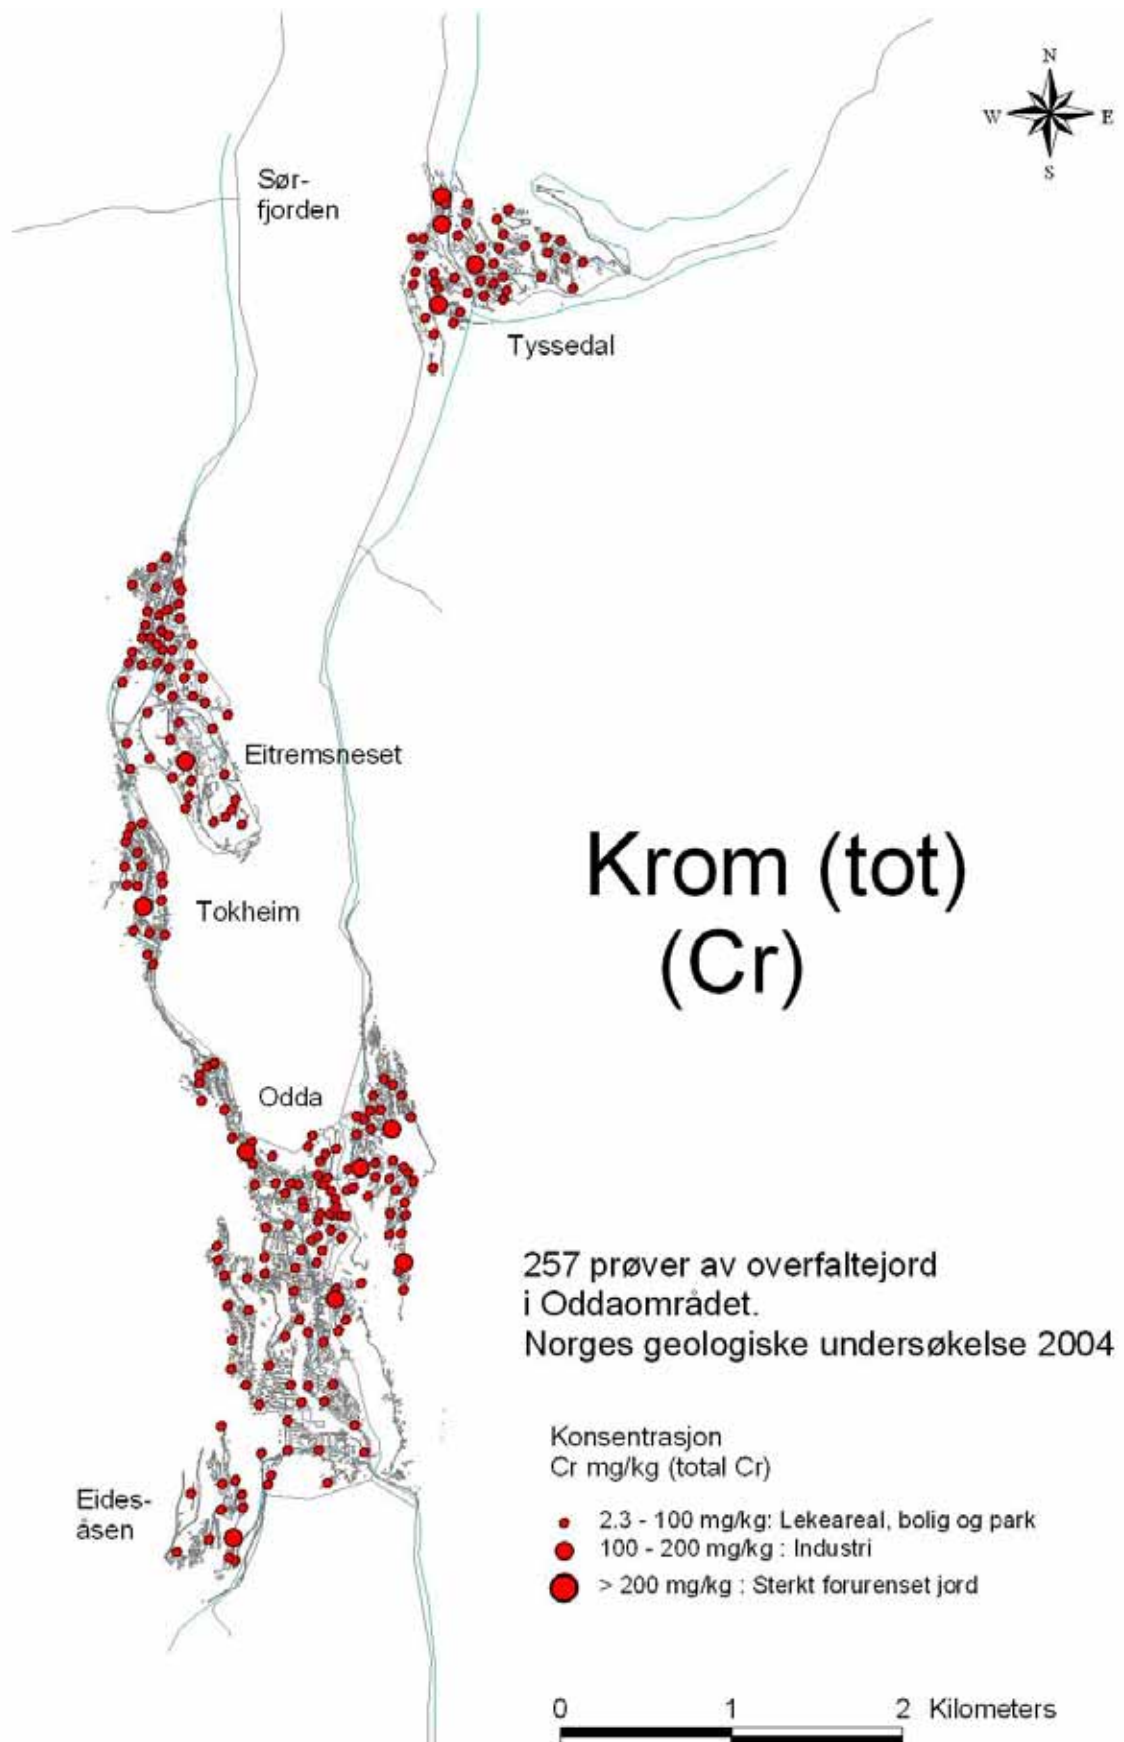 N
W E
S
Sør-
fjorden
Tyssedal
Eitremsneset
Tokheim
Krom (tot)
(Cr)
Odda
257 prøver av overfaltejord
i Oddaområdet.
Norges geologiske undersøkelse 2004
Konsentrasjon
Cr mg/kg (total Cr)
2.3 - 100 mg/kg: Lekeareal, bolig og park
100 - 200 mg/kg : Industri
> 200 mg/kg : Sterkt forurenset jord
Eides-
åsen
0 1 2 Kilometers